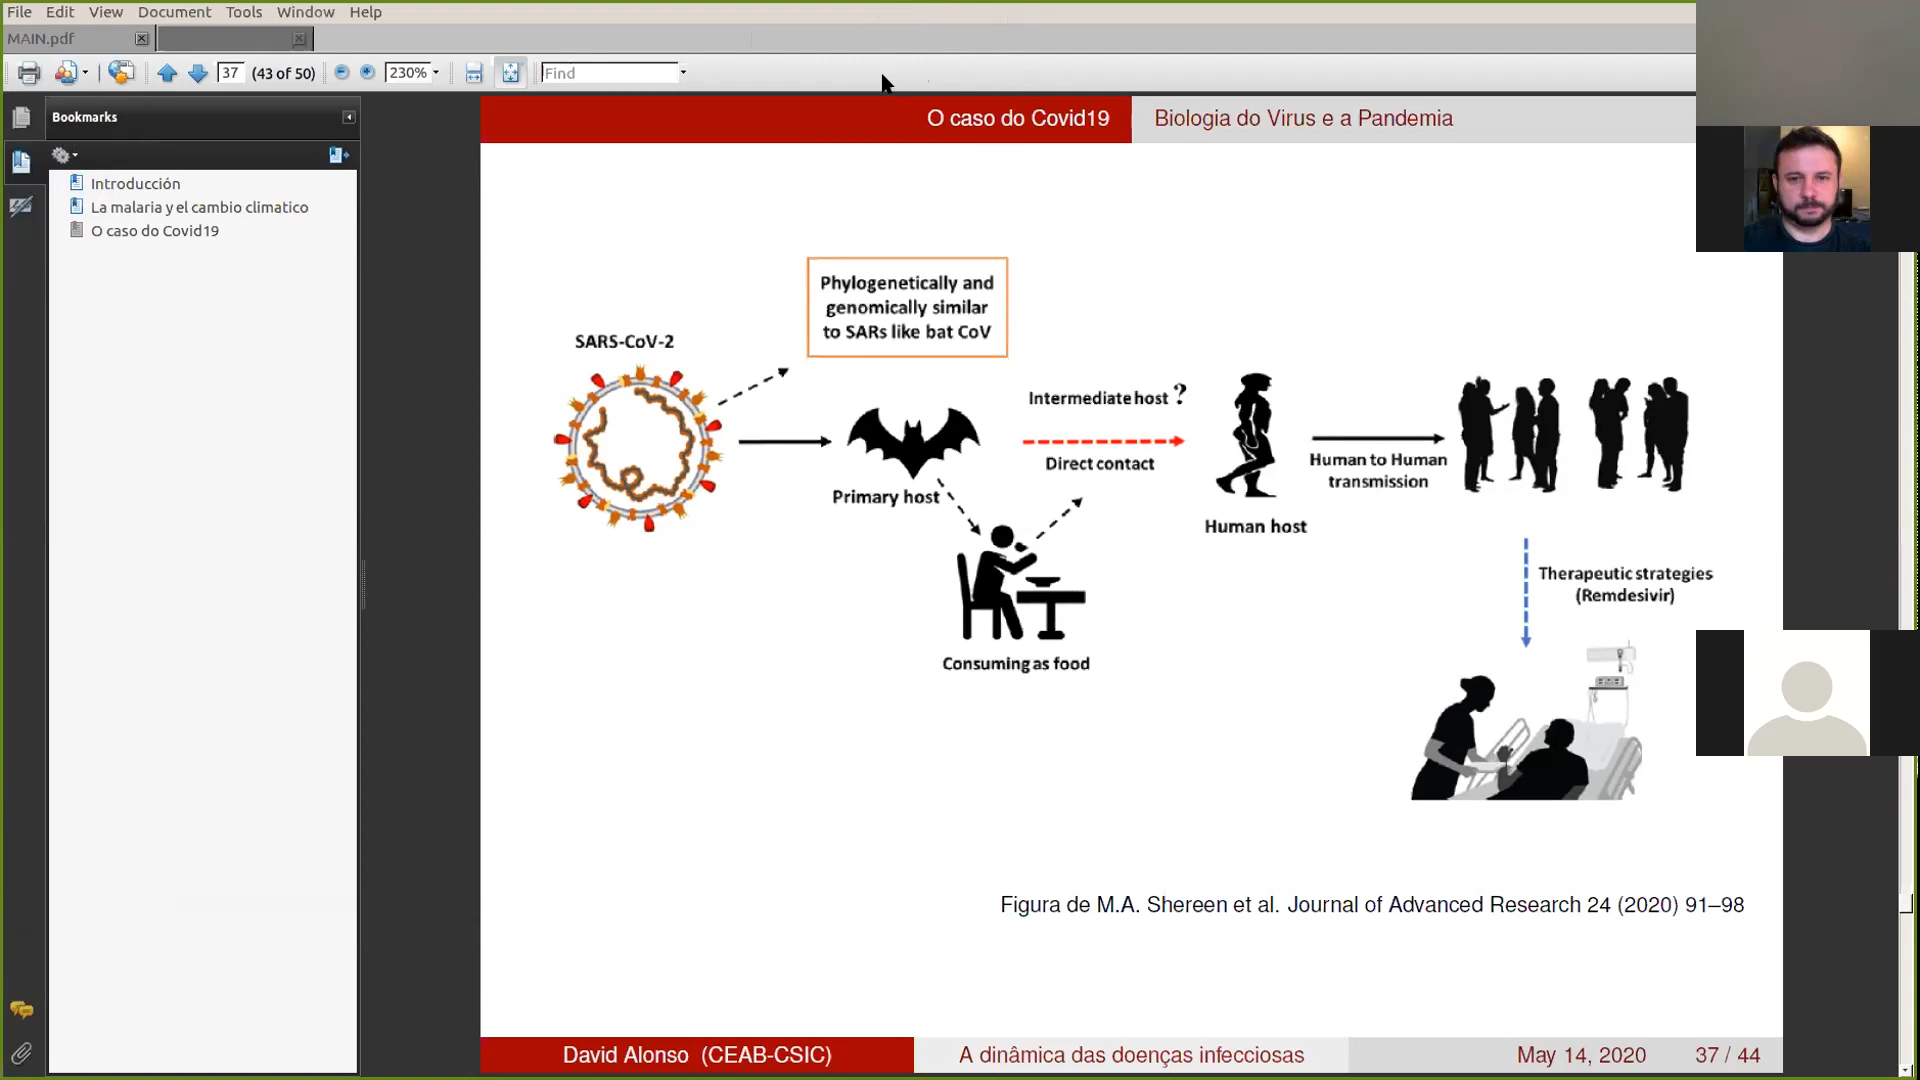 File Edit View Document Tools Window Help
MAIN.pdf
37 (43 of 50) 230% Find
Bookmarks
Introducción
La malaria y el cambio climatico
O caso do Covid19
O caso do Covid19 Biologia do Virus e a Pandemia
Phylogenetically and
genomically similar
to SARs like bat CoV
SARS-CoV-2
Intermediate host ?
Direct contact
Primary host
Human to Human
transmission
Human host
Therapeutic strategies
(Remdesivir)
Consuming as food
Figura de M.A. Shereen et al. Journal of Advanced Research 24 (2020) 91–98
David Alonso (CEAB-CSIC) A dinâmica das doenças infecciosas May 14, 2020 37 / 44